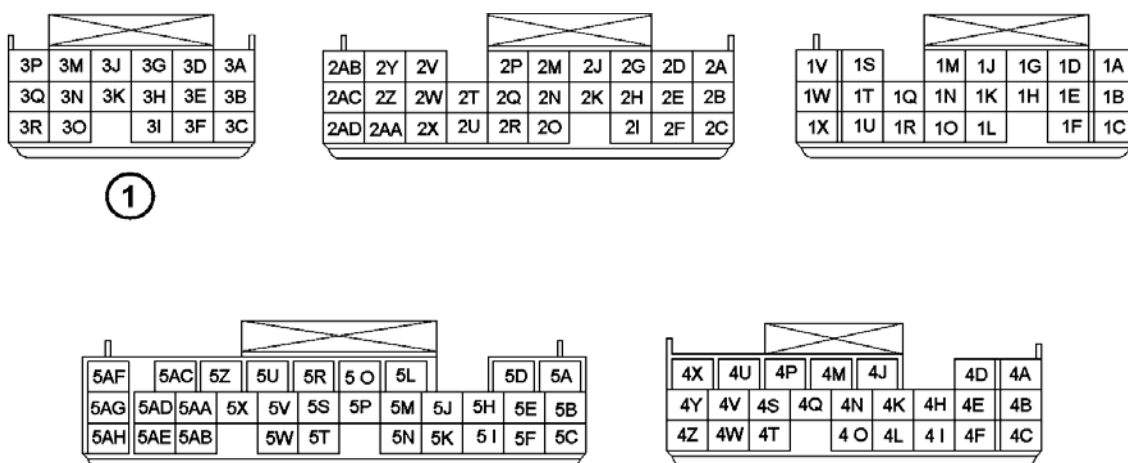 3P 3M 3J 3G 3D 3A
3Q 3N 3K 3H 3E 3B
3R 3O 3I 3F 3C
1
2AB 2Y 2V 2P 2M 2J 2G 2D 2A
2AC 2Z 2W 2T 2Q 2N 2K 2H 2E 2B
2AD 2AA 2X 2U 2R 2O 2I 2F 2C
1V 1S 1M 1J 1G 1D 1A
1W 1T 1Q 1N 1K 1H 1E 1B
1X 1U 1R 1O 1L 1F 1C
5AF 5AC 5Z 5U 5R 5 O 5L 5D 5A
5AG 5AD 5AA 5X 5V 5S 5P 5M 5J 5H 5E 5B
5AH 5AE 5AB 5W 5T 5N 5K 5 I 5F 5C
4X 4U 4P 4M 4J 4D 4A
4Y 4V 4S 4Q 4N 4K 4H 4E 4B
4Z 4W 4T 4 O 4L 4 I 4F 4C